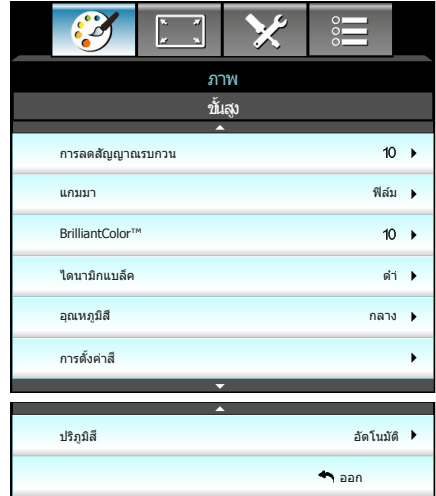 ภาพ
ขั้นสูง
การลดสัญญาณรบกวน 10
แกมมา ฟิล์ม
BrilliantColor™ 10
ไดนามิกแบล็ค ต่ำ
อุณหภูมิสี กลาง
การตั้งค่าสี
ปริภูมิสี อัตโนมัติ
ออก